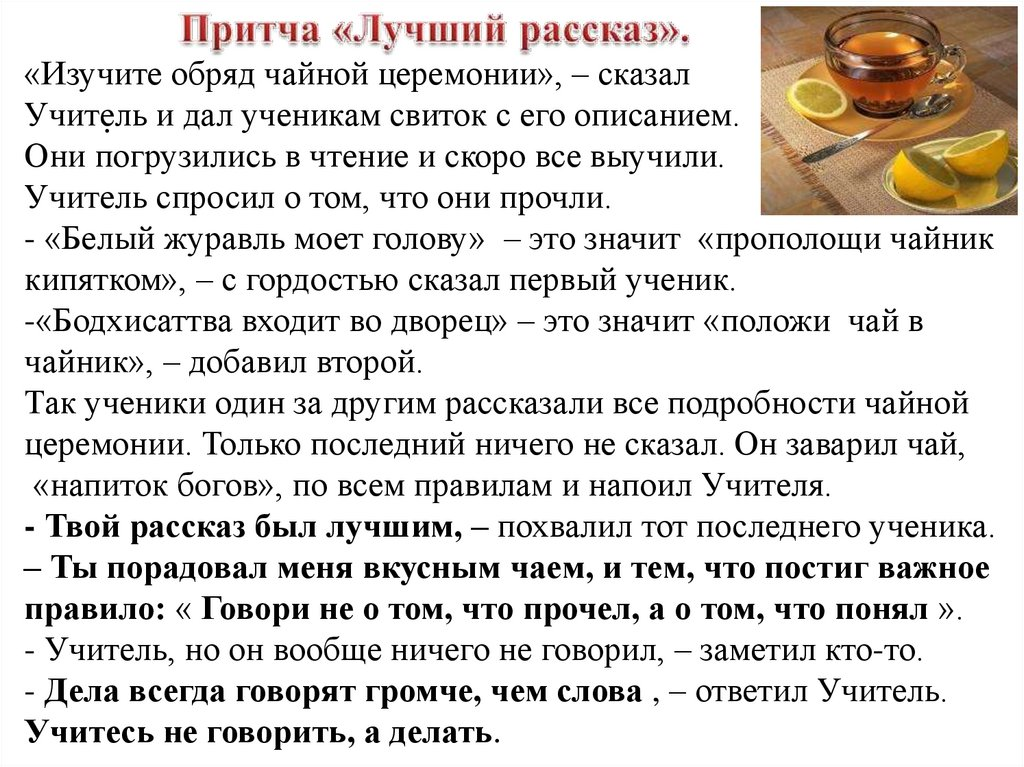 Притча «Лучший рассказ».
«Изучите обряд чайной церемонии», – сказал
Учитель и дал ученикам свиток с его описанием.
Они погрузились в чтение и скоро все выучили.
Учитель спросил о том, что они прочли.
- «Белый журавль моет голову»  – это значит  «прополощи чайник
кипятком», – с гордостью сказал первый ученик.
-«Бодхисаттва входит во дворец» – это значит «положи  чай в
чайник», – добавил второй.
Так ученики один за другим рассказали все подробности чайной
церемонии. Только последний ничего не сказал. Он заварил чай,
«напиток богов», по всем правилам и напоил Учителя.
- Твой рассказ был лучшим, – похвалил тот последнего ученика.
– Ты порадовал меня вкусным чаем, и тем, что постиг важное
правило: « Говори не о том, что прочел, а о том, что понял ».
- Учитель, но он вообще ничего не говорил, – заметил кто-то.
- Дела всегда говорят громче, чем слова , – ответил Учитель.
Учитесь не говорить, а делать.